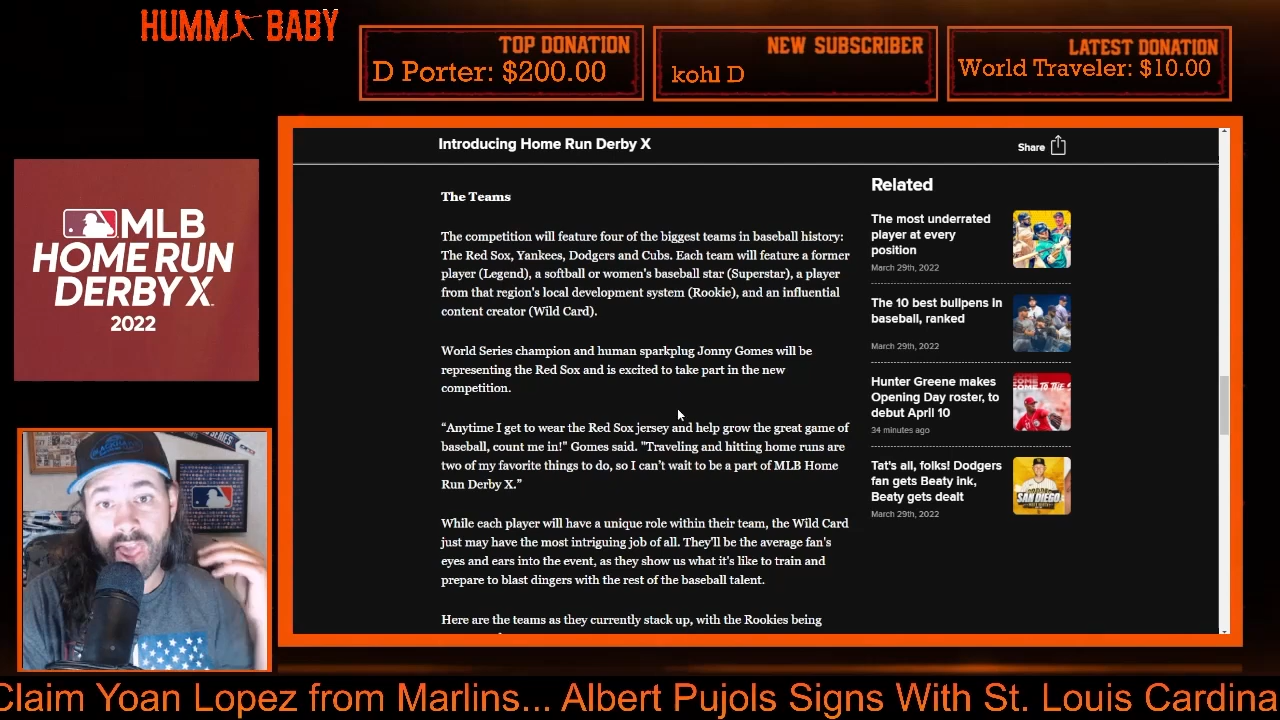 HUMM BABY
TOP DONATION
D Porter: $200.00
NEW SUBSCRIBER
kohl D
LATEST DONATION
World Traveler: $10.00
MLB
HOME RUN
DERBY X
2022
Introducing Home Run Derby X
Share
The Teams
The competition will feature four of the biggest teams in baseball history:
The Red Sox, Yankees, Dodgers and Cubs. Each team will feature a former
player (Legend), a softball or women's baseball star (Superstar), a player
from that region's local development system (Rookie), and an influential
content creator (Wild Card).
World Series champion and human sparkplug Jonny Gomes will be
representing the Red Sox and is excited to take part in the new
competition.
“Anytime I get to wear the Red Sox jersey and help grow the great game of
baseball, count me in!" Gomes said. "Traveling and hitting home runs are
two of my favorite things to do, so I can’t wait to be a part of MLB Home
Run Derby X.”
While each player will have a unique role within their team, the Wild Card
just may have the most intriguing job of all. They'll be the average fan's
eyes and ears into the event, as they show us what it's like to train and
prepare to blast dingers with the rest of the baseball talent.
Here are the teams as they currently stack up, with the Rookies being
Related
The most underrated
player at every
position
March 29th, 2022
The 10 best bullpens in
baseball, ranked
March 29th, 2022
Hunter Greene makes
Opening Day roster, to
debut April 10
34 minutes ago
Tat's all, folks! Dodgers
fan gets Beaty ink,
Beaty gets dealt
March 29th, 2022
SAN DIEGO
Claim Yoan Lopez from Marlins... Albert Pujols Signs With St. Louis Cardina